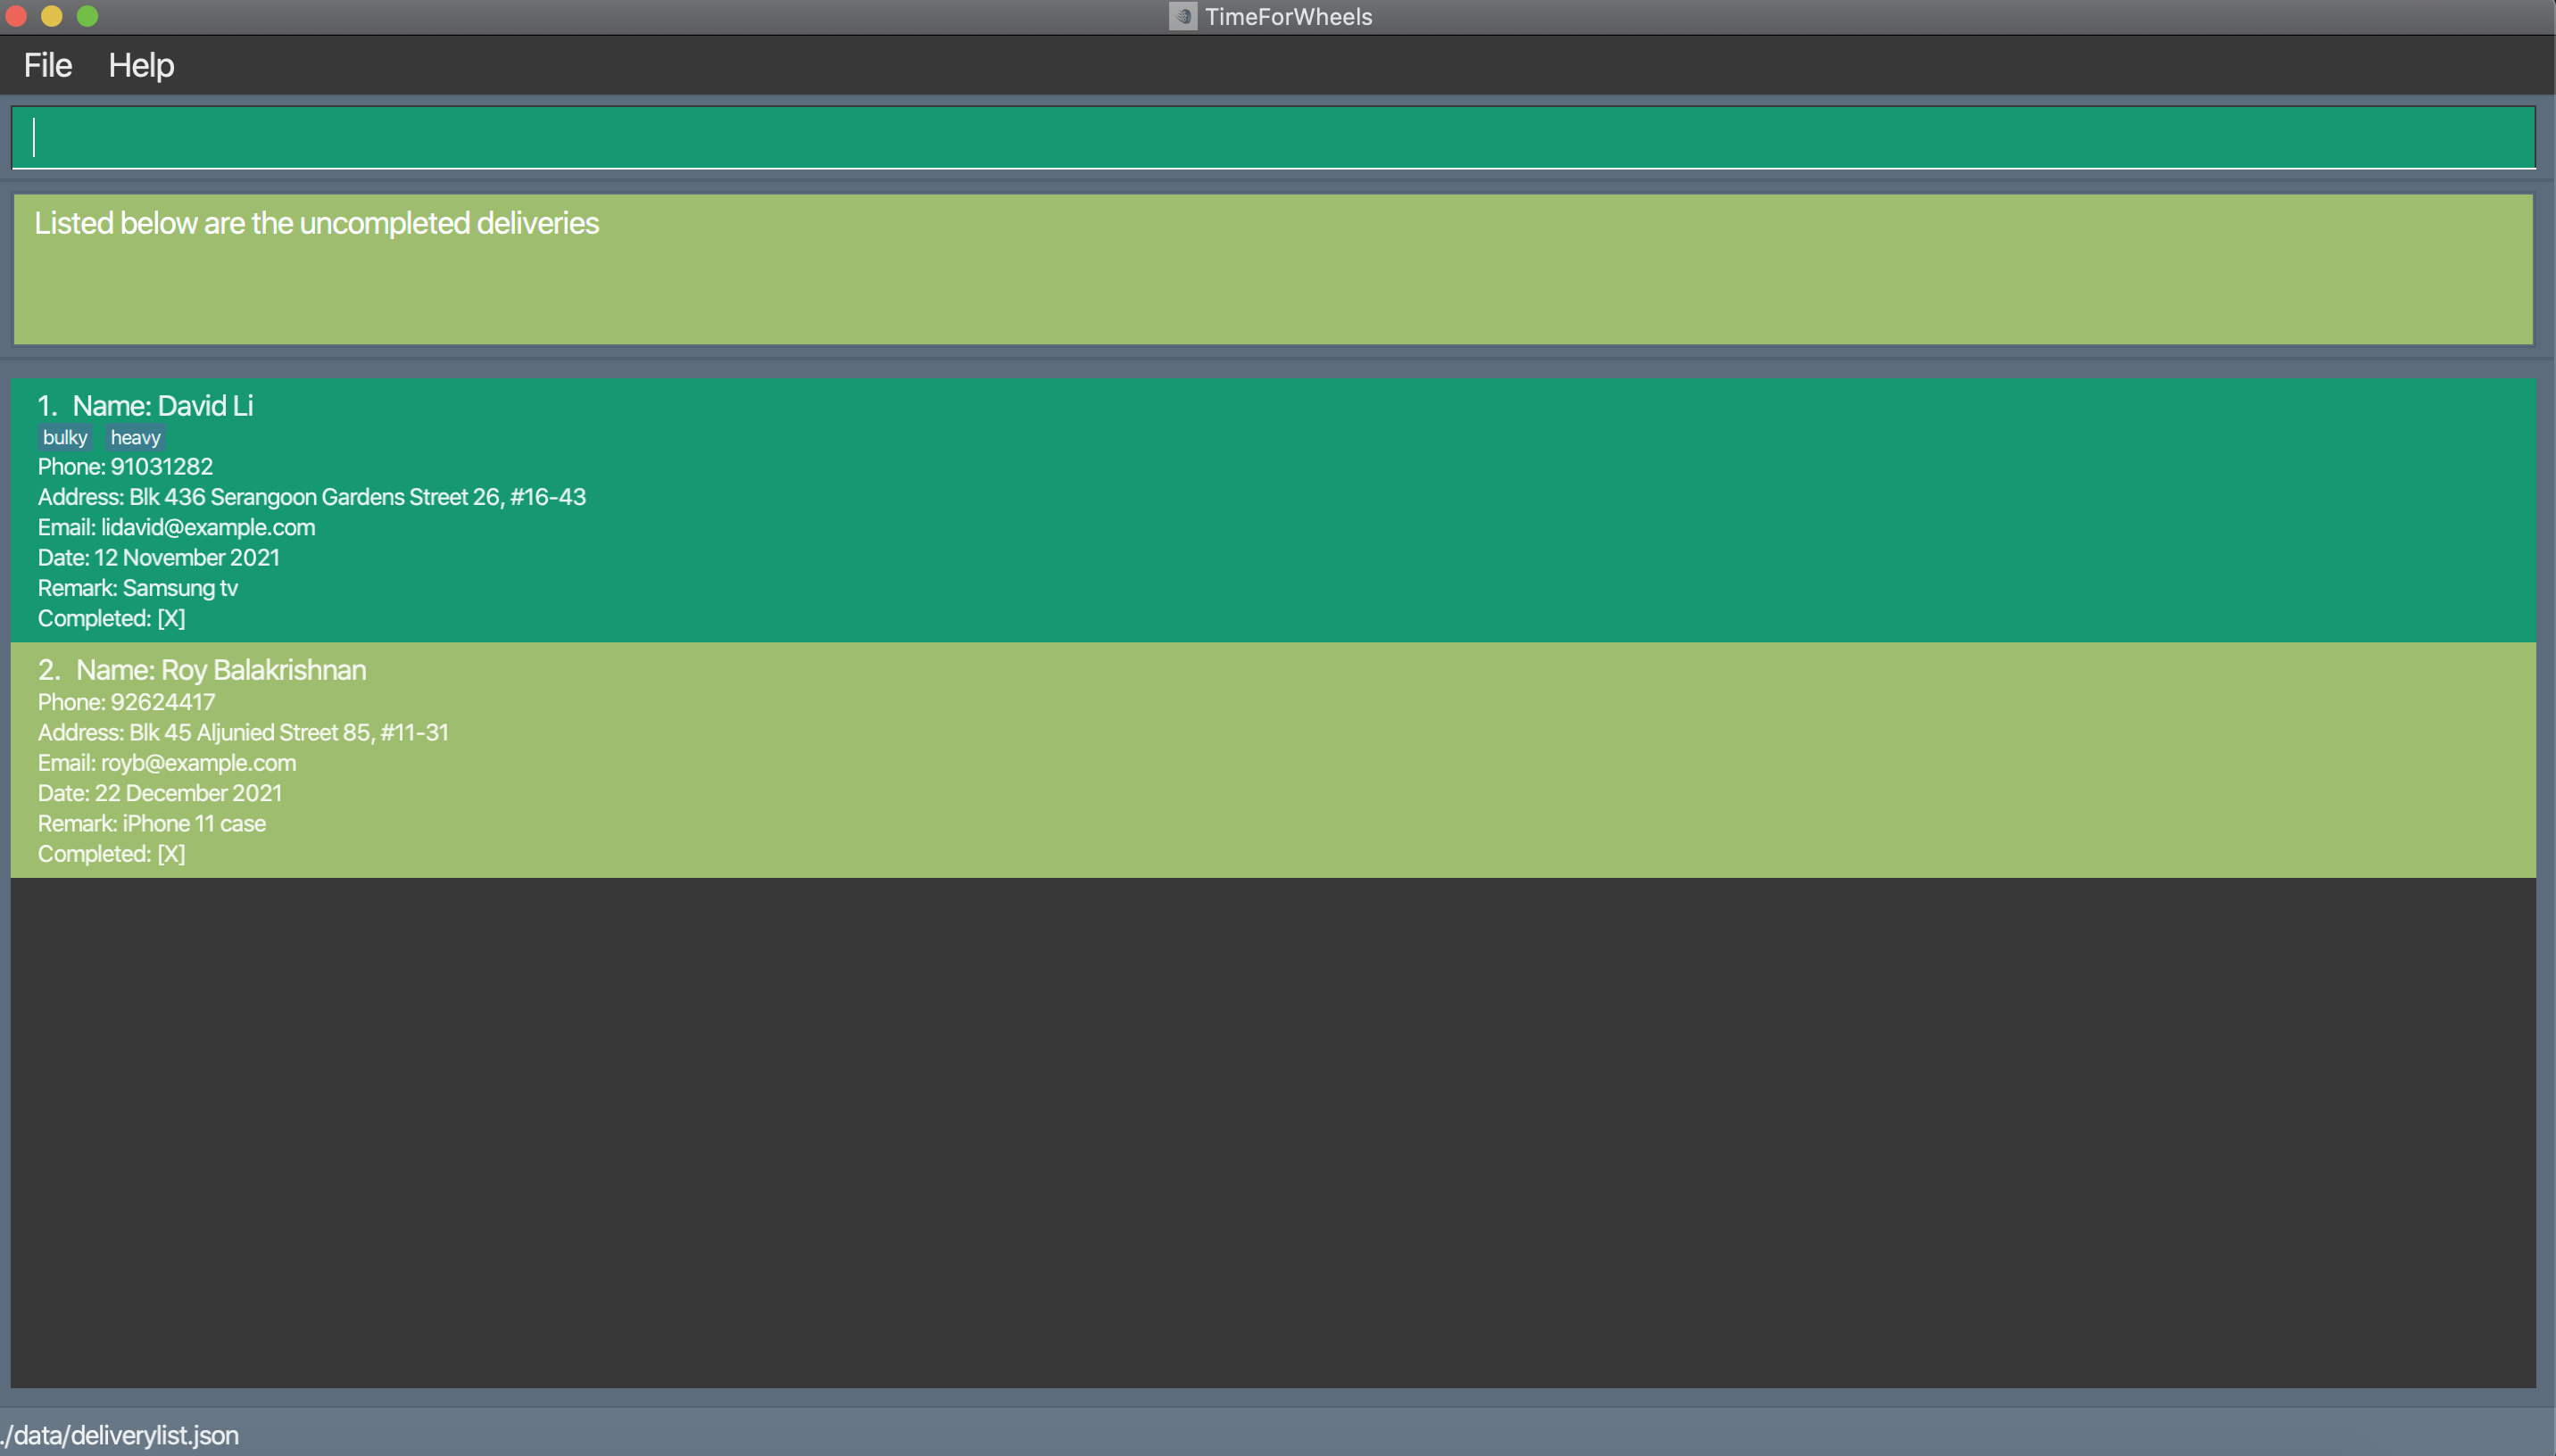 TimeForWheels
File Help
Listed below are the uncompleted deliveries
1. Name: David Li
bulky heavy
Phone: 91031282
Address: Blk 436 Serangoon Gardens Street 26, #16-43
Email: lidavid@example.com
Date: 12 November 2021
Remark: Samsung tv
Completed: [X]
2. Name: Roy Balakrishnan
Phone: 92624417
Address: Blk 45 Aljunied Street 85, #11-31
Email: royb@example.com
Date: 22 December 2021
Remark: iPhone 11 case
Completed: [X]
./data/deliverylist.json